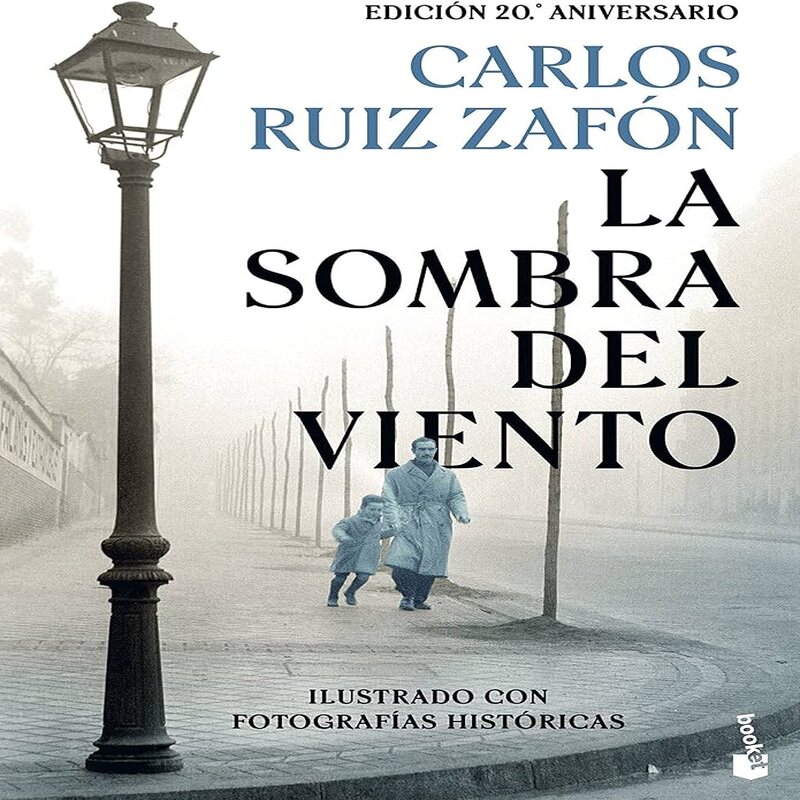 EDICIÓN 20.° ANIVERSARIO
CARLOS
RUIZ ZAFÓN
LA
SOMBRA
DEL
VIENTO
ILUSTRADO CON
FOTOGRAFÍAS HISTÓRICAS
booket